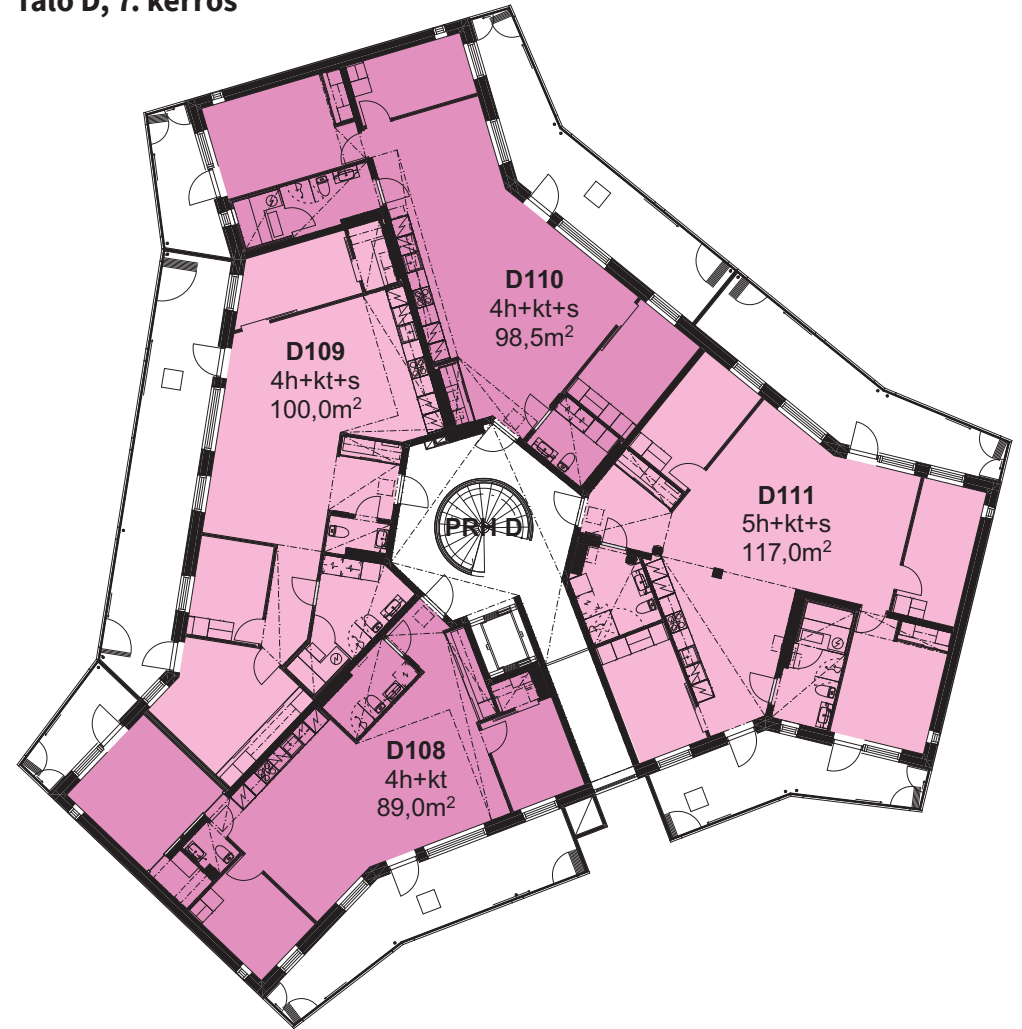 Talo D, 7. kerros
D110
4h+kt+s
98,5m²
D109
4h+kt+s
100,0m²
D111
5h+kt+s
117,0m²
PRH D
D108
4h+kt
89,0m²